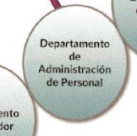 Departamento
de
Administración
de Personal